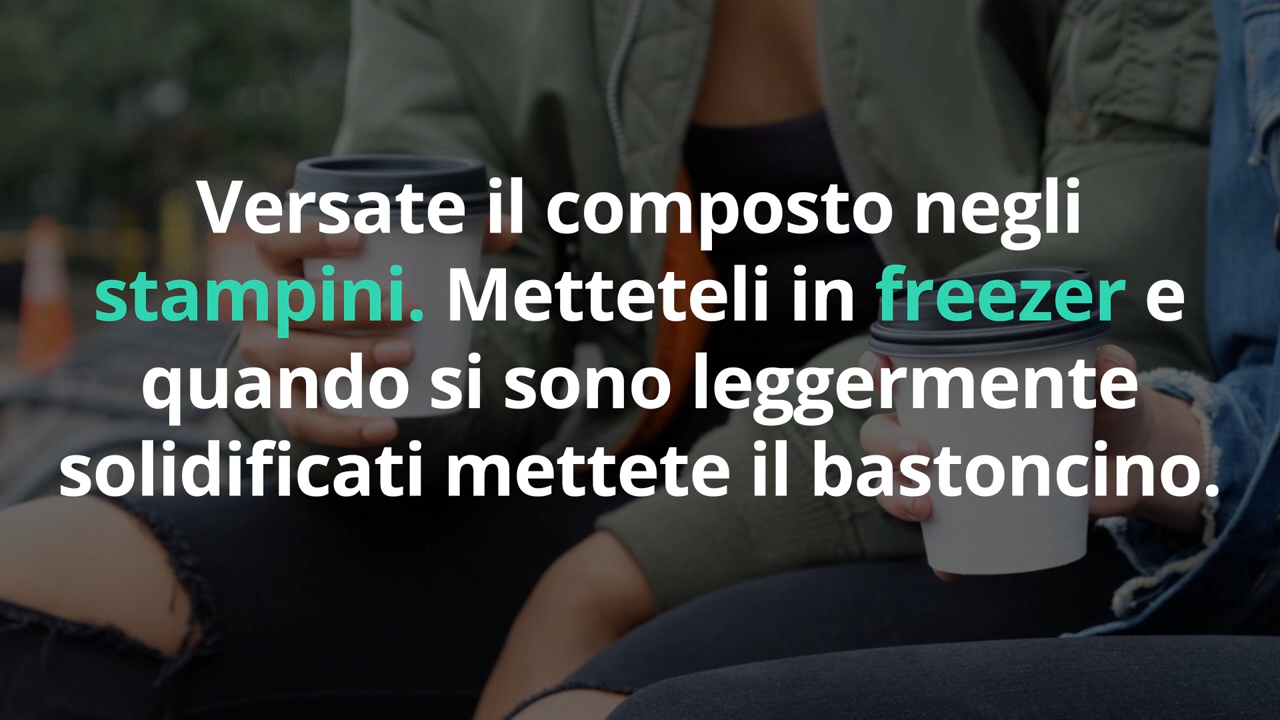 Versate il composto negli
stampini. Metteteli in freezer e
quando si sono leggermente
solidificati mettete il bastoncino.